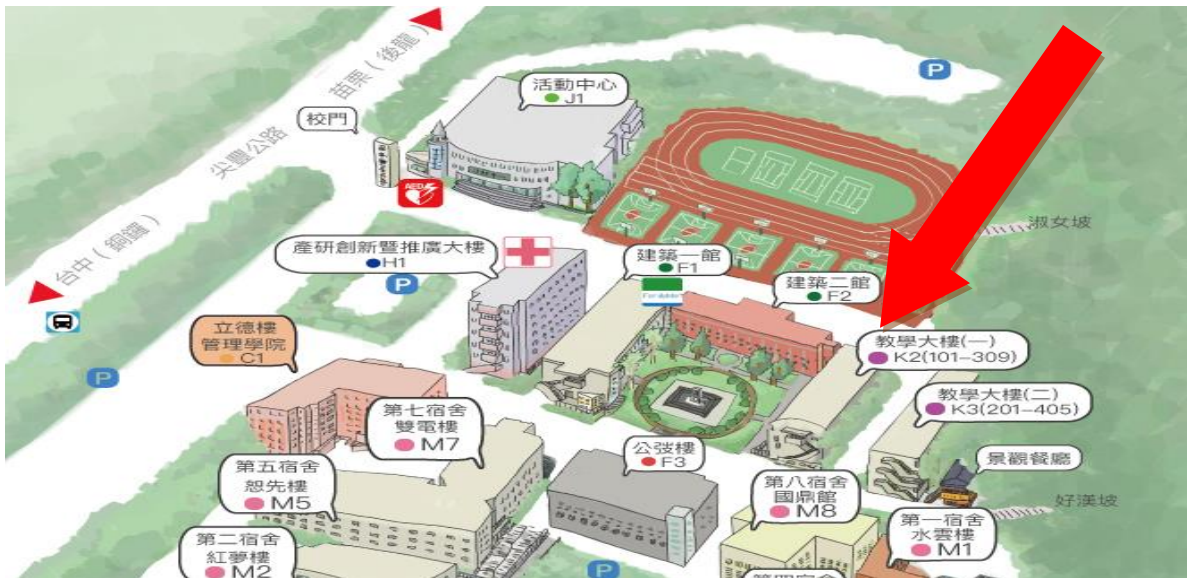 苗栗（後龍）
尖豐公路
台中（銅鑼）
校門
活動中心
J1
P
AED
淑女坡
產研創新暨推廣大樓
H1
P
建築一館
F1
建築二館
F2
立德樓
管理學院
C1
P
教學大樓(一)
K2(101–309)
教學大樓(二)
K3(201–405)
第七宿舍
雙電樓
M7
公弢樓
F3
景觀餐廳
好漢坡
第五宿舍
恕先樓
M5
第八宿舍
國鼎館
M8
第一宿舍
水雲樓
M1
第二宿舍
紅夢樓
M2
P
第四宿舍